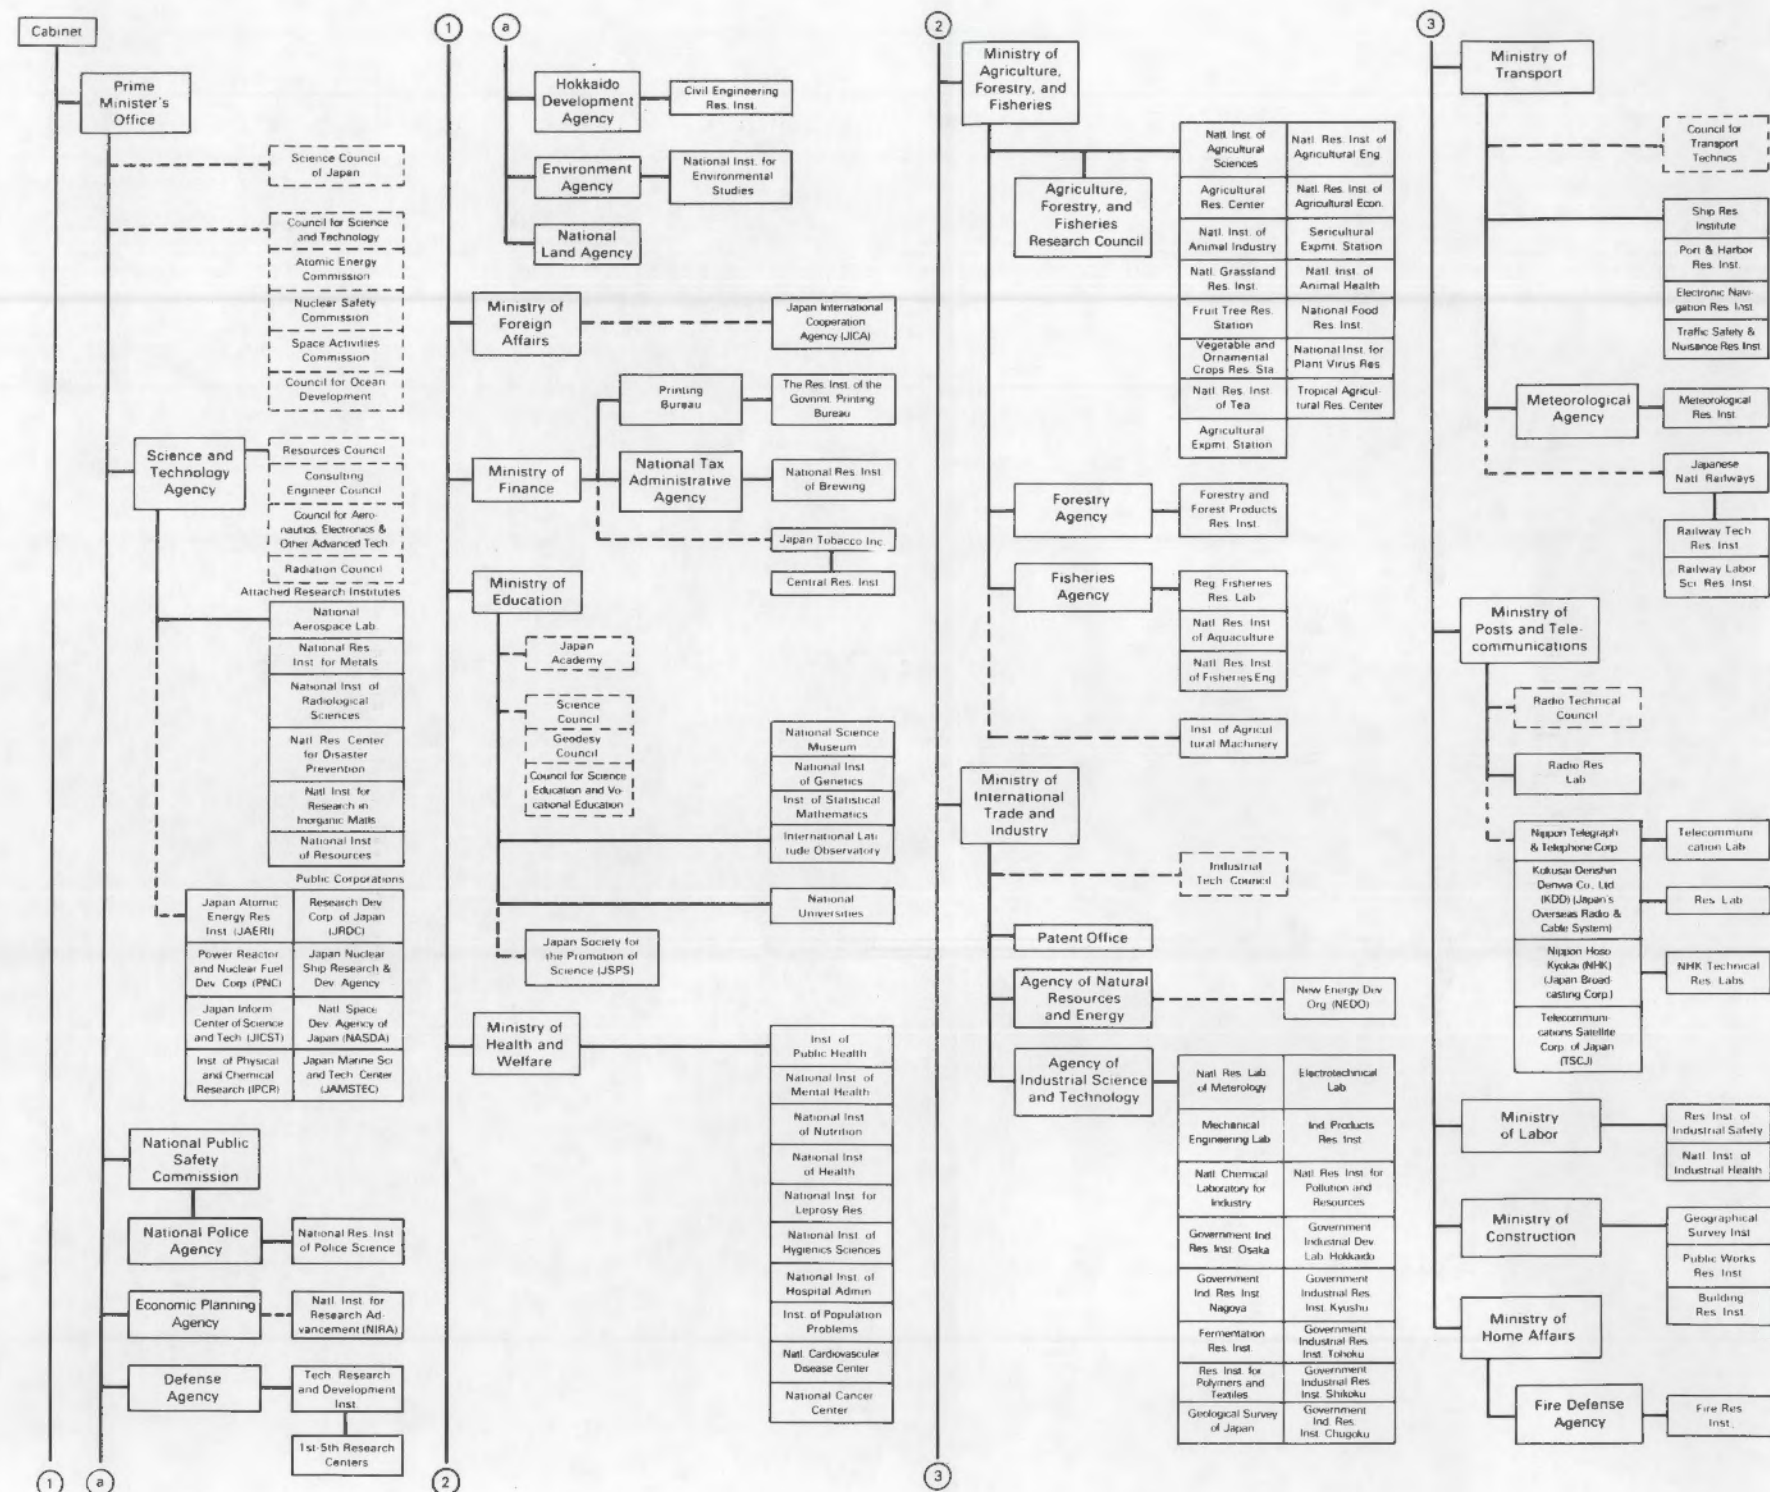 Cabinet
Prime
Minister's
Office
Science Council
of Japan
Council for Science
and Technology
Atomic Energy
Commission
Nuclear Safety
Commission
Space Activities
Commission
Council for Ocean
Development
Science and
Technology
Agency
Resources Council
Consulting
Engineer Council
Council for Aero-
nautics, Electronics &
Other Advanced Tech
Radiation Council
Attached Research Institutes
National
Aerospace Lab.
National Res
Inst for Metals
National Inst of
Radiological
Sciences
Natl Res Center
for Disaster
Prevention
Natl Inst for
Research in
Inorganic Matls
National Inst
of Resources
Public Corporations
Japan Atomic
Energy Res
Inst (JAERI)
Research Dev
Corp. of Japan
(JRDC)
Power Reactor
and Nuclear Fuel
Dev Corp (PNC)
Japan Nuclear
Ship Research &
Dev. Agency
Japan Inform
Center of Science
and Tech (JICST)
Natl Space
Dev. Agency of
Japan (NASDA)
Inst of Physical
and Chemical
Research (IPCR)
Japan Marine Sci
and Tech Center
(JAMSTEC)
National Public
Safety
Commission
National Police
Agency
National Res Inst
of Police Science
Economic Planning
Agency
Natl Inst for
Research Ad-
vancement (NIRA)
Defense
Agency
Tech Research
and Development
Inst.
1st-5th Research
Centers
1
a
1
a
Hokkaido
Development
Agency
Civil Engineering
Res. Inst.
Environment
Agency
National Inst. for
Environmental
Studies
National
Land Agency
Ministry of
Foreign
Affairs
Japan International
Cooperation
Agency (JICA)
Printing
Bureau
The Res. Inst. of the
Govnmt. Printing
Bureau
Ministry of
Finance
National Tax
Administrative
Agency
National Res. Inst
of Brewing
Japan Tobacco Inc.
Central Res. Inst
Ministry of
Education
Japan
Academy
Science
Council
Geodesy
Council
Council for Science
Education and Vo-
cational Education
National Science
Museum
National Inst
of Genetics
Inst of Statistical
Mathematics
International Lati
tude Observatory
National
Universities
Japan Society for
the Promotion of
Science (JSPS)
Ministry of
Health and
Welfare
Inst of
Public Health
National Inst of
Mental Health
National Inst
of Nutrition
National Inst
of Health
National Inst for
Leprosy Res
National Inst of
Hygienics Sciences
National Inst. of
Hospital Admin
Inst. of Population
Problems
Natl. Cardiovascular
Disease Center
National Cancer
Center
2
2
Ministry of
Agriculture,
Forestry, and
Fisheries
Agriculture,
Forestry, and
Fisheries
Research Council
Natl Inst of
Agricultural
Sciences
Natl. Res. Inst of
Agricultural Eng.
Agricultural
Res. Center
Natl. Res. Inst of
Agricultural Econ.
Natl. Inst. of
Animal Industry
Sericultural
Expmt. Station
Natl. Grassland
Res. Inst.
Natl. Inst. of
Animal Health
Fruit Tree Res.
Station
National Food
Res. Inst.
Vegetable and
Ornamental
Crops Res. Sta
National Inst. for
Plant Virus Res.
Natl. Res. Inst
of Tea
Tropical Agricul-
tural Res. Center
Agricultural
Expmt. Station
Forestry
Agency
Forestry and
Forest Products
Res. Inst.
Fisheries
Agency
Reg Fisheries
Res. Lab
Natl Res. Inst
of Aquaculture
Natl Res. Inst
of Fisheries Eng
Inst of Agricul
tural Machinery
Ministry of
International
Trade and
Industry
Industrial
Tech. Council
Patent Office
Agency of Natural
Resources
and Energy
New Energy Dev
Org (NEDO)
Agency of
Industrial Science
and Technology
Natl Res. Lab
of Meterology
Electrotechnical
Lab
Mechanical
Engineering Lab
Ind. Products
Res. Inst.
Natl Chemical
Laboratory for
Industry
Natl Res Inst for
Pollution and
Resources
Government Ind
Res. Inst. Osaka
Government
Industrial Dev.
Lab. Hokkaido
Government
Ind. Res. Inst
Nagoya
Government
Industrial Res.
Inst. Kyushu
Fermentation
Res. Inst.
Government
Industrial Res.
Inst. Tohoku
Res Inst for
Polymers and
Textiles
Government
Industrial Res
Inst. Shikoku
Geological Survey
of Japan
Government
Ind. Res.
Inst. Chugoku
3
3
Ministry of
Transport
Council for
Transport
Technics
Ship Res
Institute
Port & Harbor
Res. Inst.
Electronic Navi-
gation Res Inst
Traffic Safety &
Nuisance Res Inst
Meteorological
Agency
Meteorological
Res. Inst.
Japanese
Natl Railways
Railway Tech
Res. Inst
Railway Labor
Sci Res. Inst.
Ministry of
Posts and Tele-
communications
Radio Technical
Council
Radio Res
Lab
Nippon Telegraph
& Telephone Corp
Telecommuni
cation Lab
Kokusai Denshin
Denwa Co., Ltd
(KDD) (Japan's
Overseas Radio &
Cable System)
Res. Lab
Nippon Hoso
Kyokai (NHK)
(Japan Broad-
casting Corp.)
NHK Technical
Res. Labs
Telecommuni-
cations Satellite
Corp. of Japan
(TSCJ)
Ministry
of Labor
Res Inst of
Industrial Safety
Natl Inst of
Industrial Health
Ministry of
Construction
Geographical
Survey Inst
Public Works
Res Inst
Building
Res Inst
Ministry of
Home Affairs
Fire Defense
Agency
Fire Res
Inst.